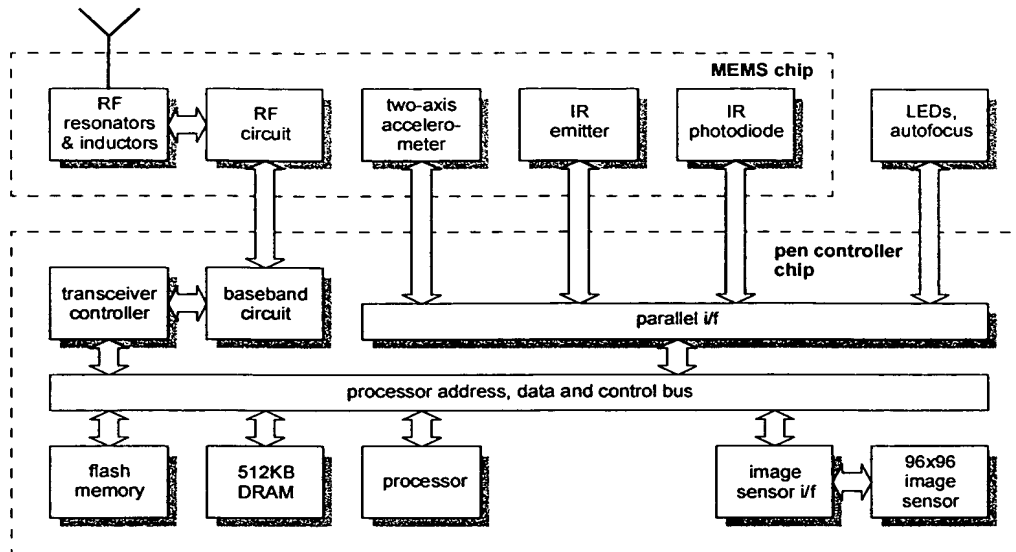 MEMS chip
RF
resonators
& inductors
RF
circuit
two-axis
accelero-
meter
IR
emitter
IR
photodiode
LEDs,
autofocus
pen controller
chip
transceiver
controller
baseband
circuit
parallel i/f
processor address, data and control bus
flash
memory
512KB
DRAM
processor
image
sensor i/f
96x96
image
sensor